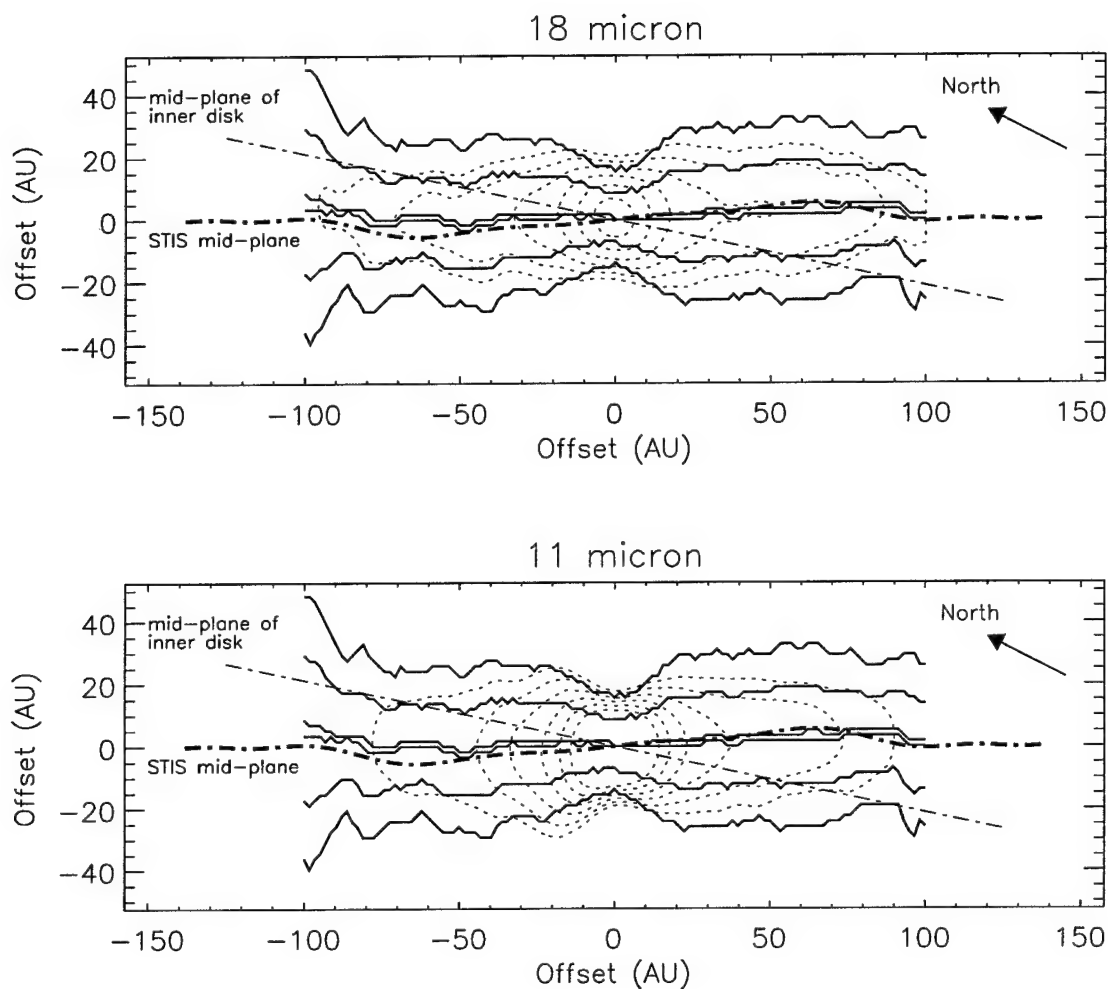 18 micron
mid-plane of
inner disk
North
STIS mid-plane
Offset (AU)
40
20
0
-20
-40
-150
-100
-50
0
50
100
150
Offset (AU)
11 micron
mid-plane of
inner disk
North
STIS mid-plane
Offset (AU)
40
20
0
-20
-40
-150
-100
-50
0
50
100
150
Offset (AU)